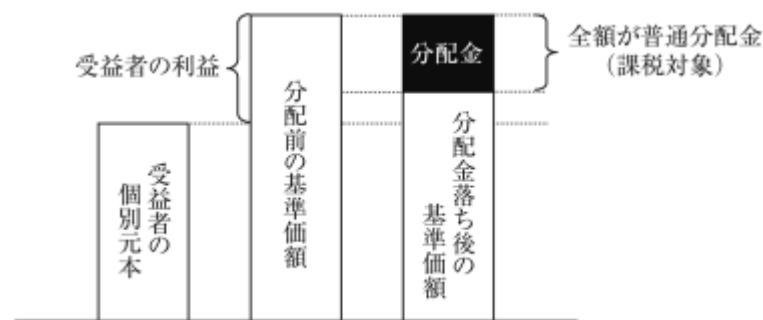 受益者の利益
受益者の
個別元本
分配前の基準価額
分配金
分配金落ち後の
基準価額
全額が普通分配金
（課税対象）